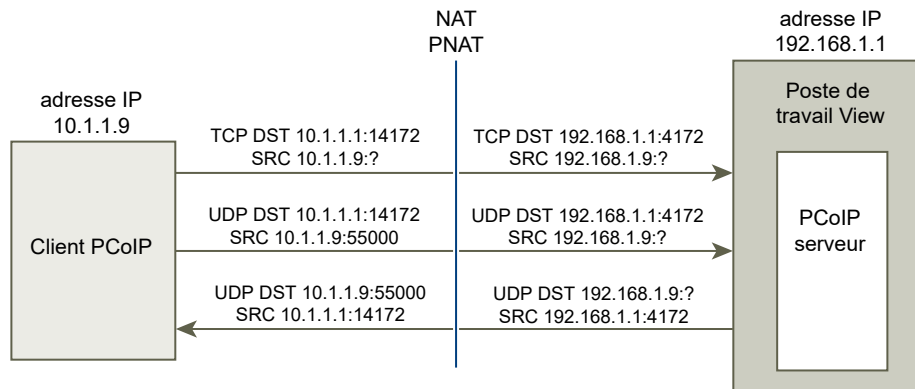 NAT
PNAT
adresse IP
192.168.1.1
adresse IP
10.1.1.9
Poste de
travail View
TCP DST 10.1.1.1:14172
SRC 10.1.1.9:?
TCP DST 192.168.1.1:4172
SRC 192.168.1.9:?
Client PCoIP
UDP DST 10.1.1.1:14172
SRC 10.1.1.9:55000
UDP DST 192.168.1.1:4172
SRC 192.168.1.9:?
PCoIP
serveur
UDP DST 10.1.1.9:55000
SRC 10.1.1.1:14172
UDP DST 192.168.1.9:?
SRC 192.168.1.1:4172